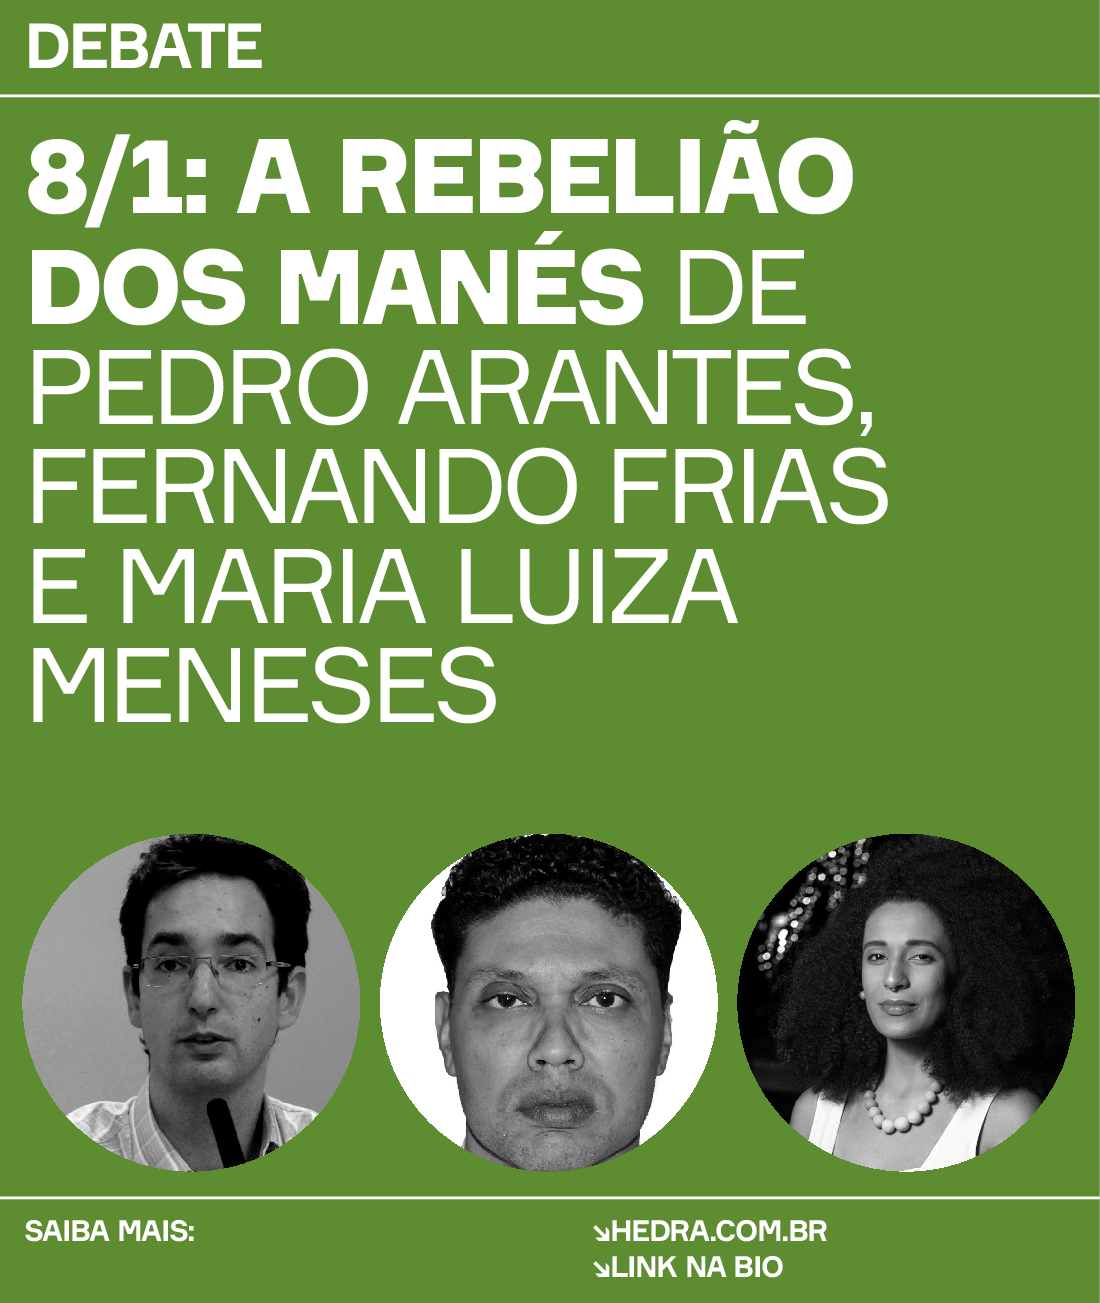 DEBATE
8/1: A REBELIÃO
DOS MANÉS DE
PEDRO ARANTES,
FERNANDO FRIAS
E MARIA LUIZA
MENESES
SAIBA MAIS:
↘HEDRA.COM.BR
↘LINK NA BIO